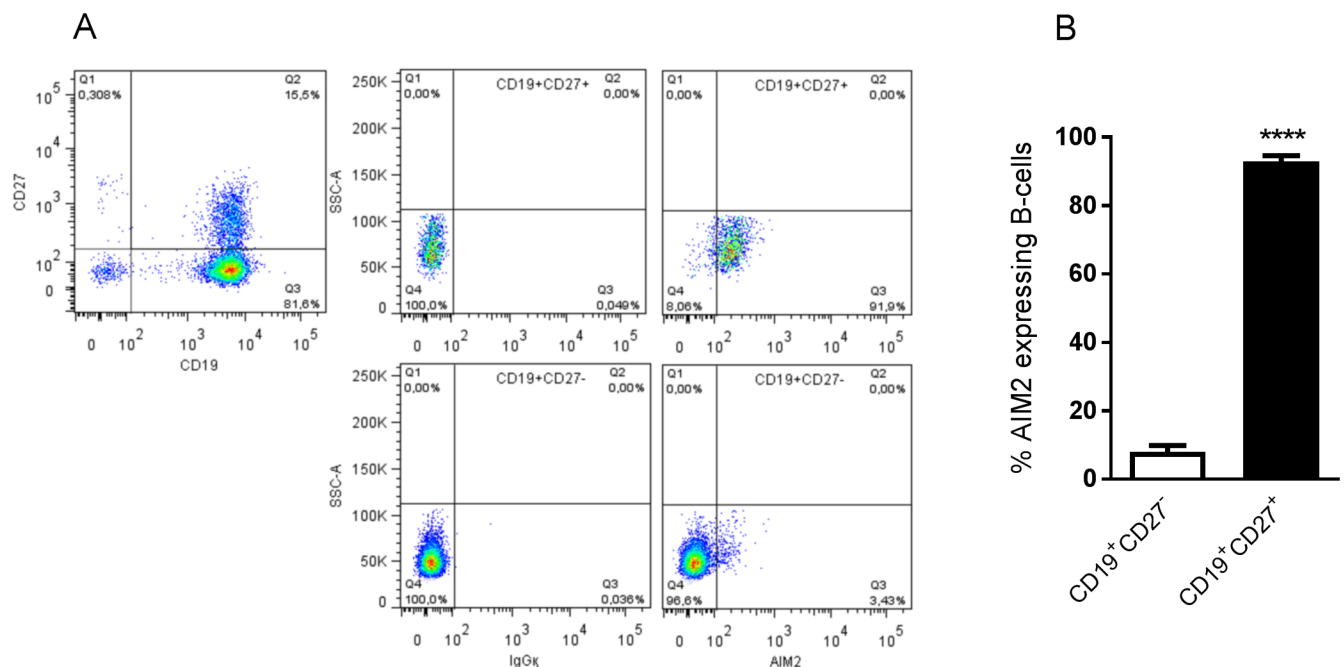 A
Q1
0,308%
Q2
15,5%
Q3
81,6%
10^5
10^4
10^3
10^2
0
CD27
0 10^2 10^3 10^4 10^5
CD19
Q1
0,00%
CD19+CD27+
Q2
0,00%
250K
200K
150K
100K
50K
0
SSC-A
Q4
100,0%
Q3
0,049%
0 10^2 10^3 10^4 10^5
Q1
0,00%
CD19+CD27+
Q2
0,00%
Q4
8,06%
Q3
91,9%
0 10^2 10^3 10^4 10^5
Q1
0,00%
CD19+CD27-
Q2
0,00%
250K
200K
150K
100K
50K
0
SSC-A
Q4
100,0%
Q3
0,036%
0 10^2 10^3 10^4 10^5
IgGκ
Q1
0,00%
CD19+CD27-
Q2
0,00%
Q4
96,6%
Q3
3,43%
0 10^2 10^3 10^4 10^5
AIM2
B
% AIM2 expressing B-cells
100
80
60
40
20
0
****
CD19⁺CD27⁻
CD19⁺CD27⁺